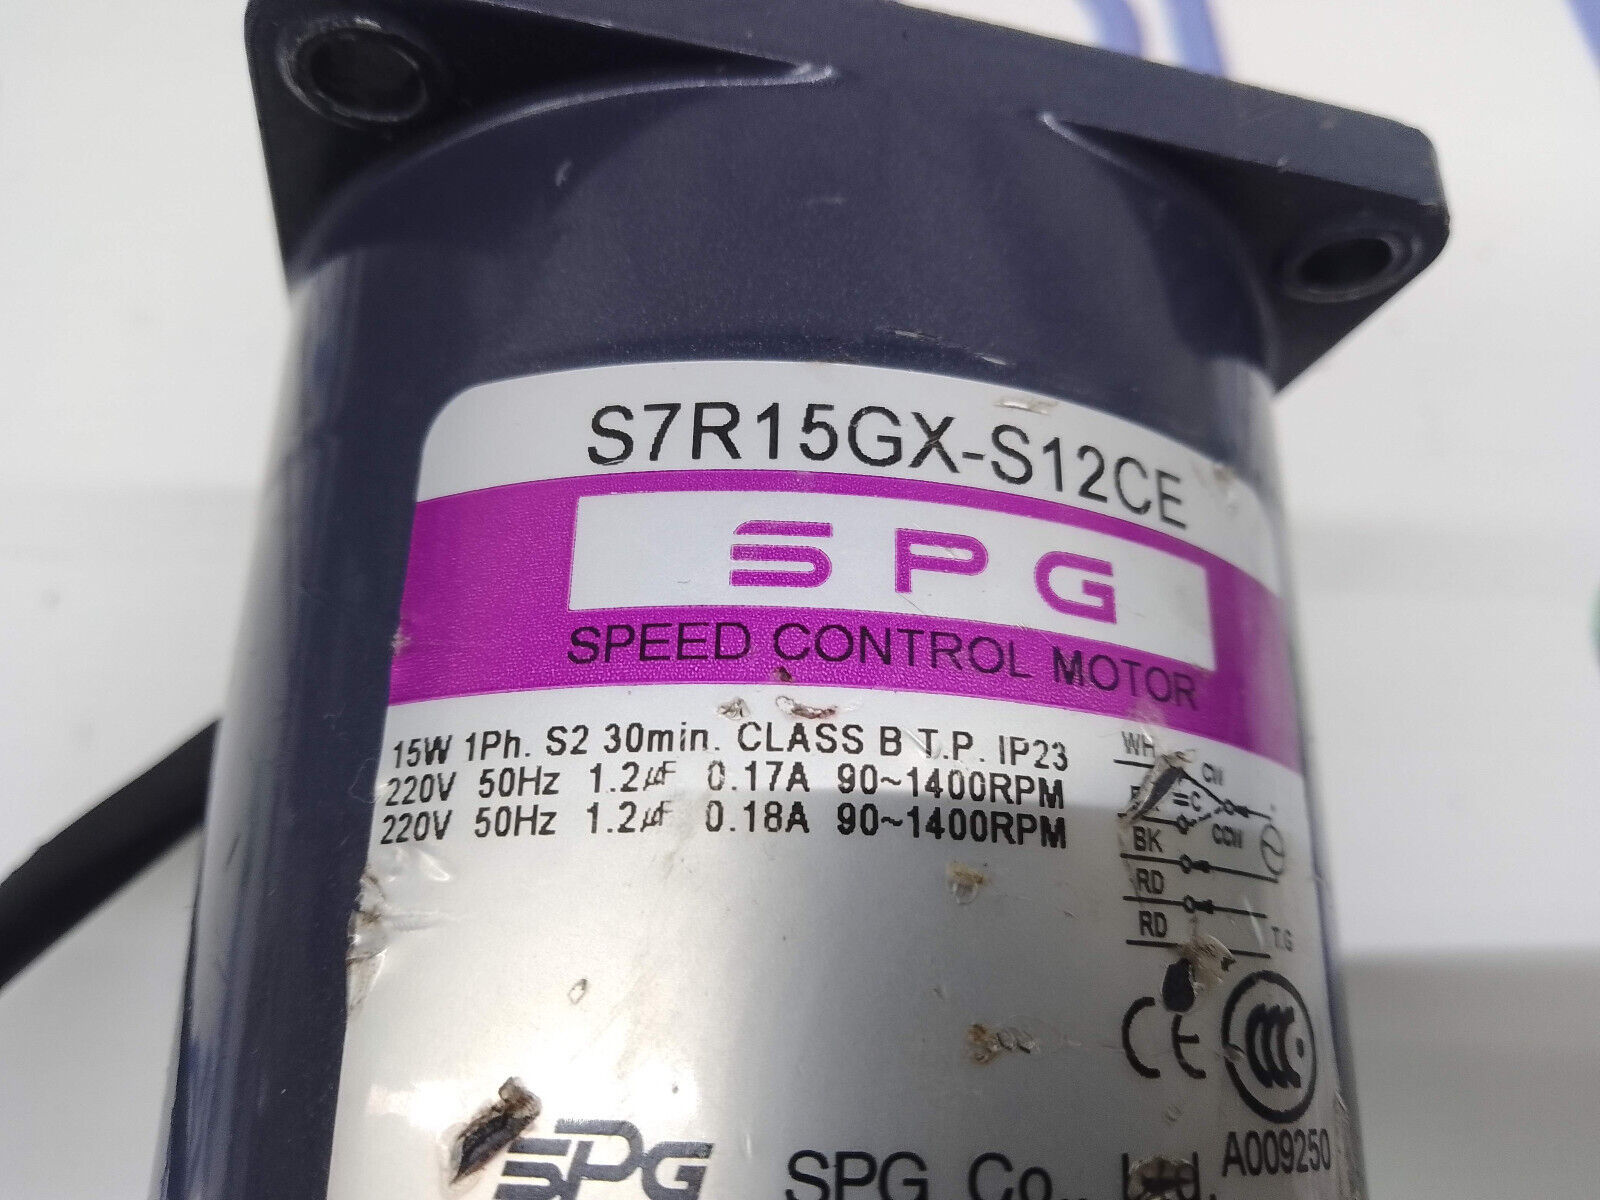 S7R15GX-S12CE
SPG
SPEED CONTROL MOTOR
15W 1Ph. S2 30min. CLASS B T.P. IP23
220V 50Hz 1.2µF 0.17A 90~1400RPM
220V 50Hz 1.2µF 0.18A 90~1400RPM
WH
CW
=C
BK
CCW
RD
RD
T.G
CE
CCC
SPG
SPG Co., Ltd.
A009250